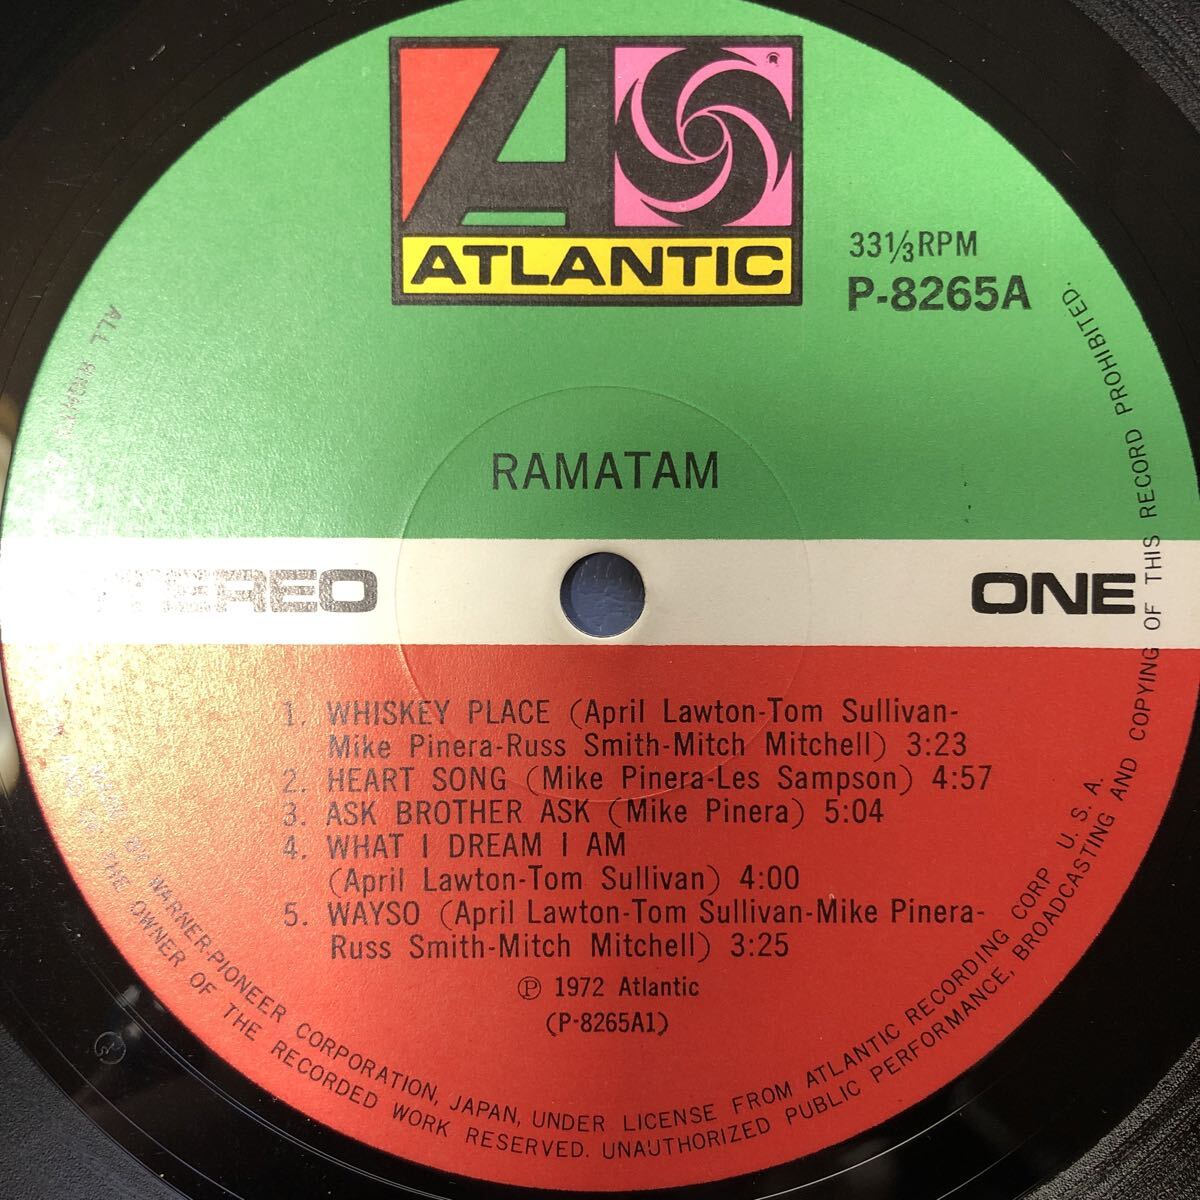 ATLANTIC
33⅓RPM
P-8265A
RAMATAM
STEREO
ONE
1. WHISKEY PLACE (April Lawton-Tom Sullivan-
Mike Pinera-Russ Smith-Mitch Mitchell) 3:23
2. HEART SONG (Mike Pinera-Les Sampson) 4:57
3. ASK BROTHER ASK (Mike Pinera) 5:04
4. WHAT I DREAM I AM
(April Lawton-Tom Sullivan) 4:00
5. WAYSO (April Lawton-Tom Sullivan-Mike Pinera-
Russ Smith-Mitch Mitchell) 3:25
Ⓟ 1972 Atlantic
(P-8265A1)
BY WARNER-PIONEER CORPORATION, JAPAN, UNDER LICENSE FROM ATLANTIC RECORDING CORP U. S. A.
ALL
THE OWNER OF THE RECORDED WORK RESERVED. UNAUTHORIZED PUBLIC PERFORMANCE, BROADCASTING AND COPYING OF THIS RECORD PROHIBITED.